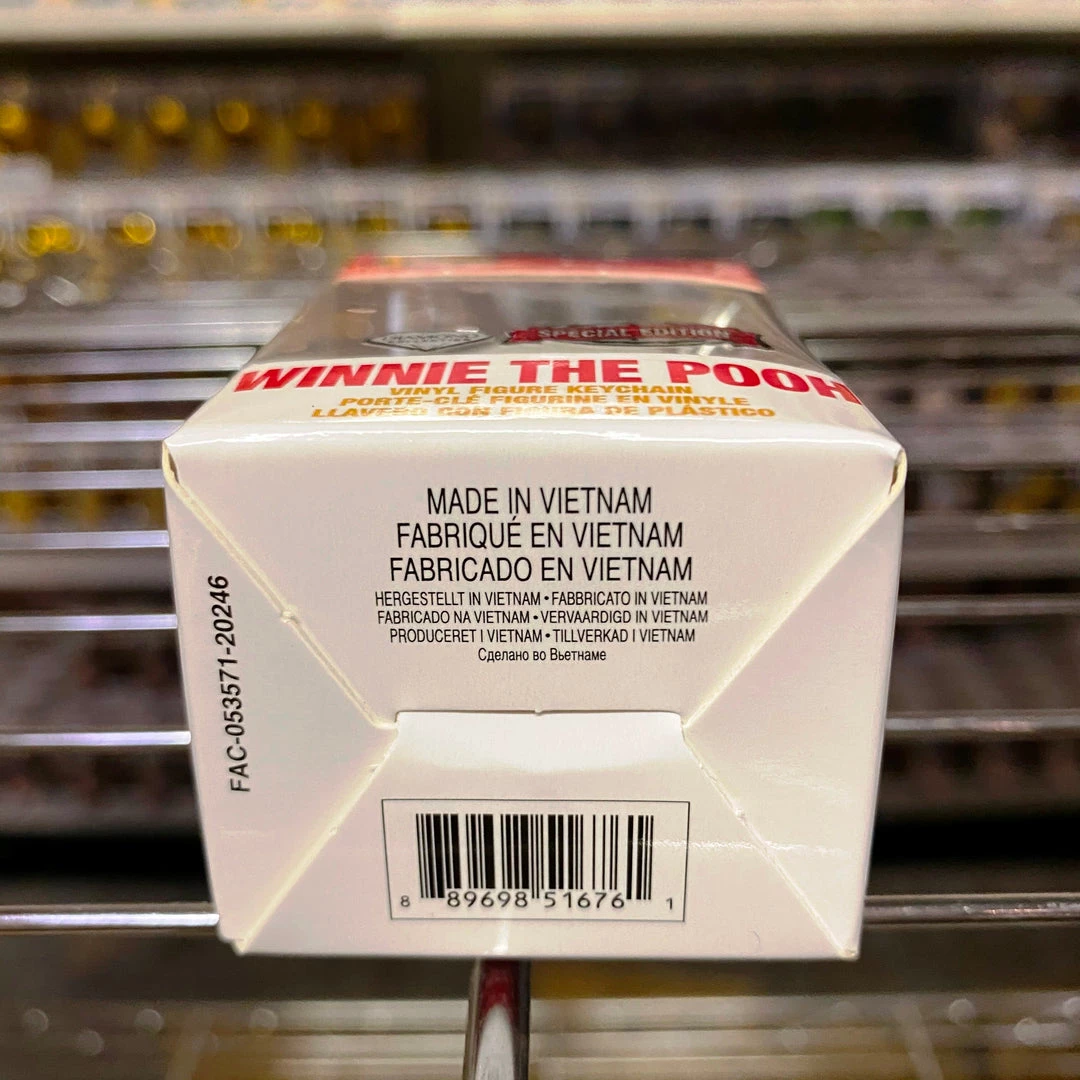 SPECIAL EDITION
WINNIE THE POOH
VINYL FIGURE KEYCHAIN
PORTE-CLÉ FIGURINE EN VINYLE
LLAVERO CON FIGURA DE PLÁSTICO
MADE IN VIETNAM
FABRIQUÉ EN VIETNAM
FABRICADO EN VIETNAM
HERGESTELLT IN VIETNAM • FABBRICATO IN VIETNAM
FABRICADO NA VIETNAM • VERVAARDIGD IN VIETNAM
PRODUCERET I VIETNAM • TILLVERKAD I VIETNAM
Сделано во Вьетнаме
FAC-053571-20246
8 89698 51676 1